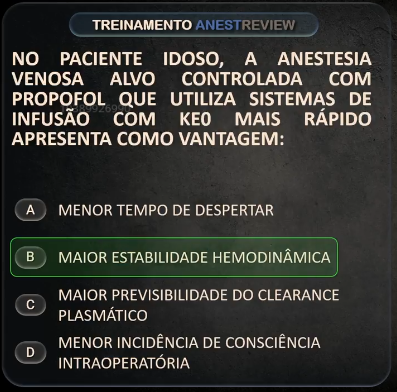 TREINAMENTO ANESTREVIEW
NO PACIENTE IDOSO, A ANESTESIA
VENOSA ALVO CONTROLADA COM
PROPOFOL QUE UTILIZA SISTEMAS DE
INFUSÃO COM KE0 MAIS RÁPIDO
APRESENTA COMO VANTAGEM:
A MENOR TEMPO DE DESPERTAR
B MAIOR ESTABILIDADE HEMODINÂMICA
C MAIOR PREVISIBILIDADE DO CLEARANCE
PLASMÁTICO
D MENOR INCIDÊNCIA DE CONSCIÊNCIA
INTRAOPERATÓRIA